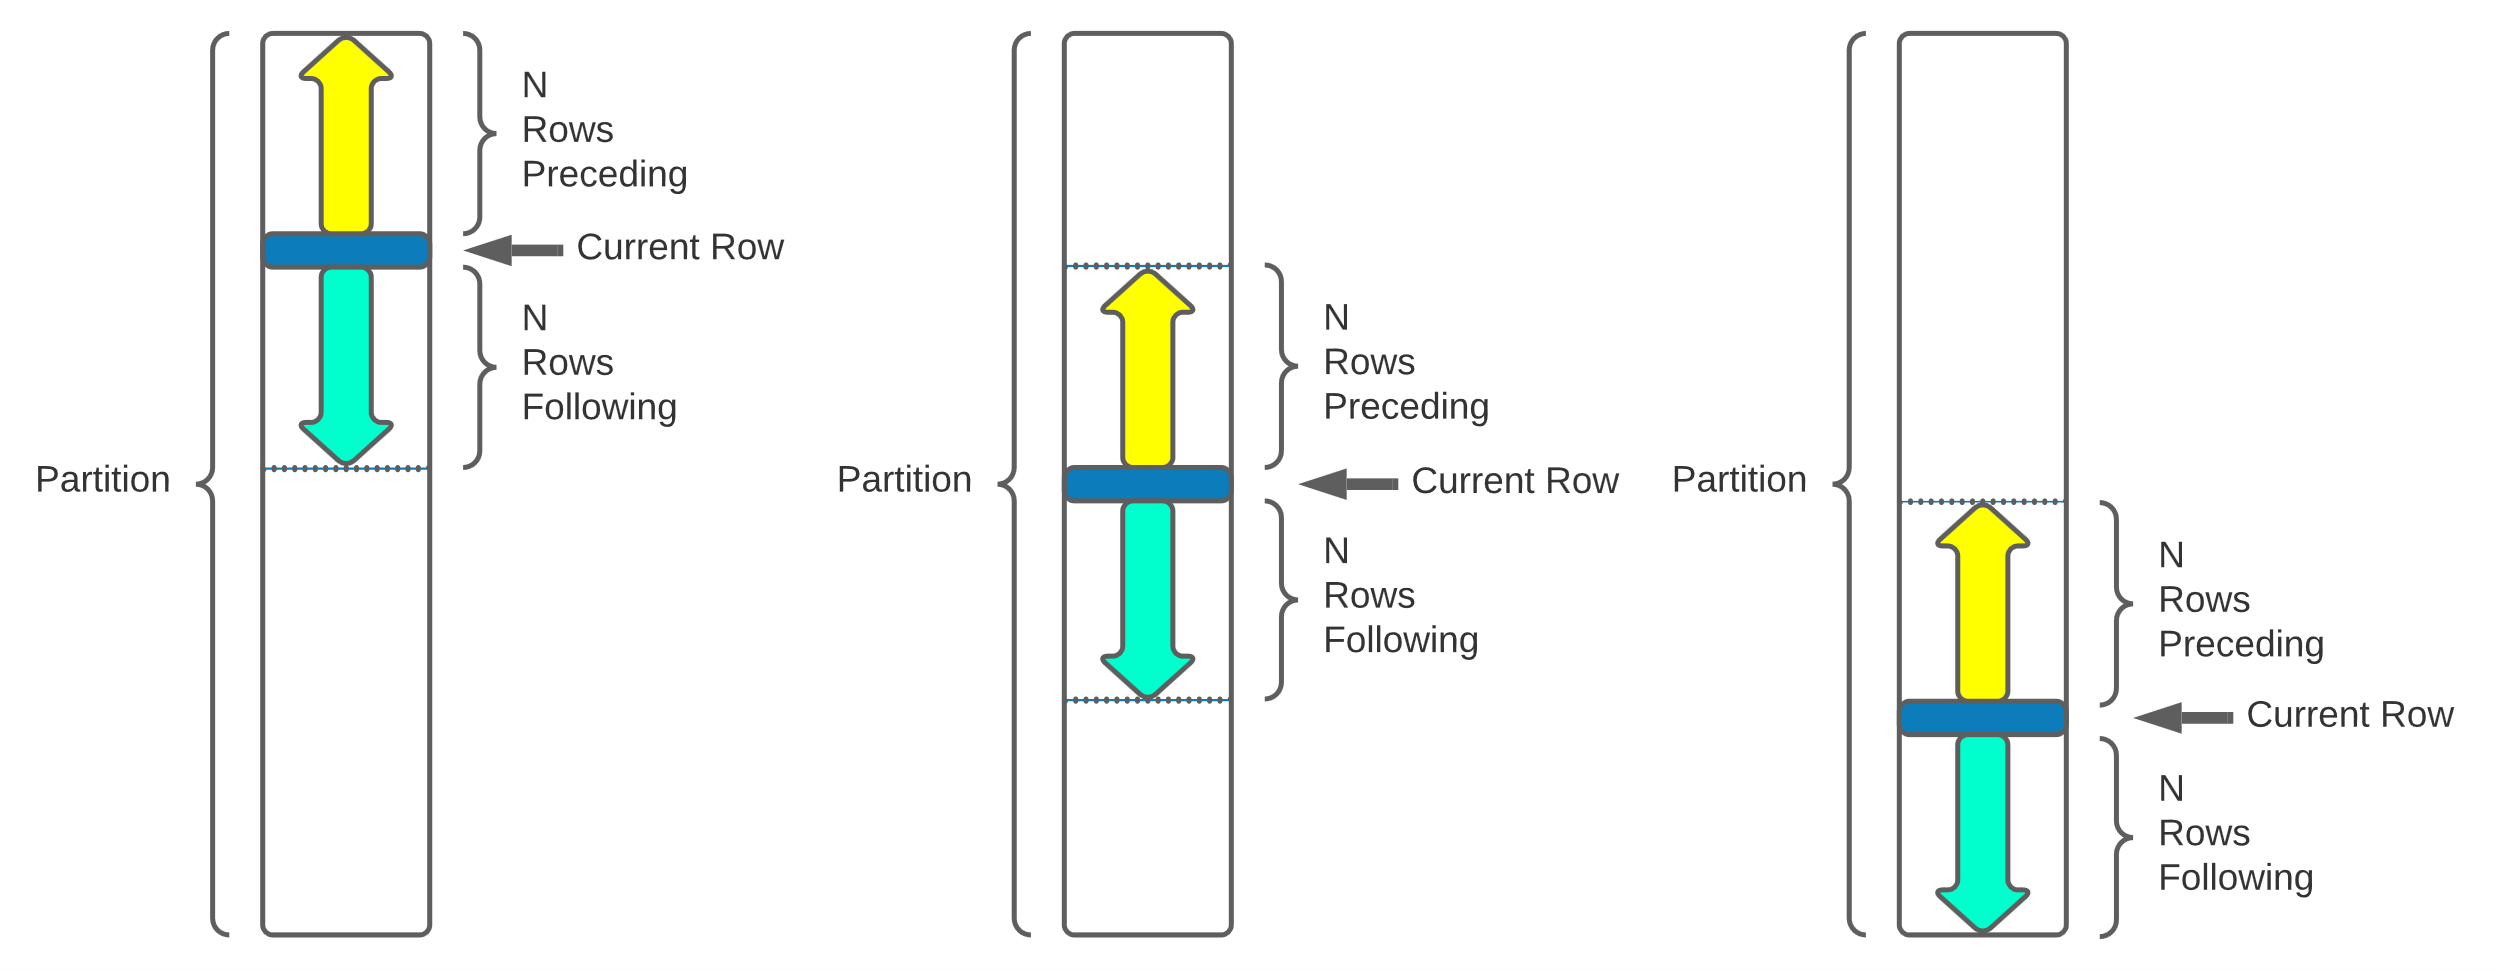 N
Rows
Preceding
Current Row
N
Rows
Following
Partition
N
Rows
Preceding
Current Row
N
Rows
Following
Partition
N
Rows
Preceding
Current Row
N
Rows
Following
Partition